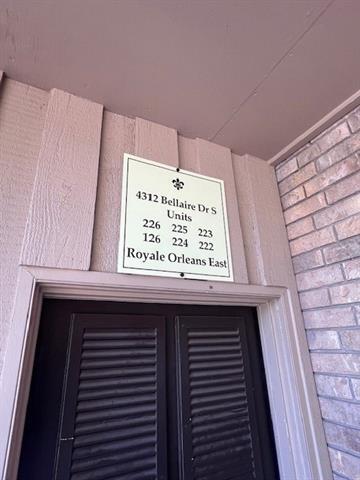 4312 Bellaire Dr S
Units
226 225 223
126 224 222
Royale Orleans East